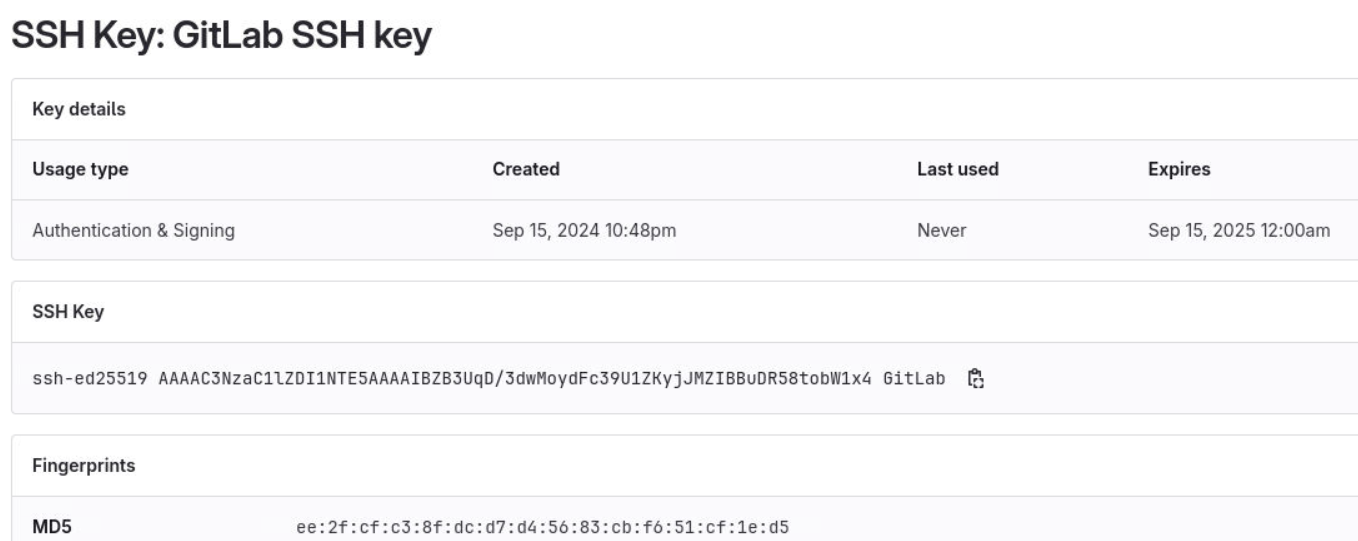 SSH Key: GitLab SSH key
Key details
Usage type Created Last used Expires
Authentication & Signing Sep 15, 2024 10:48pm Never Sep 15, 2025 12:00am
SSH Key
ssh-ed25519 AAAAC3NzaC1lZDI1NTE5AAAAIBZB3UqD/3dwMoydFc39U1ZKyjJMZIBBuDR58tobW1x4 GitLab
Fingerprints
MD5 ee:2f:cf:c3:8f:dc:d7:d4:56:83:cb:f6:51:cf:1e:d5